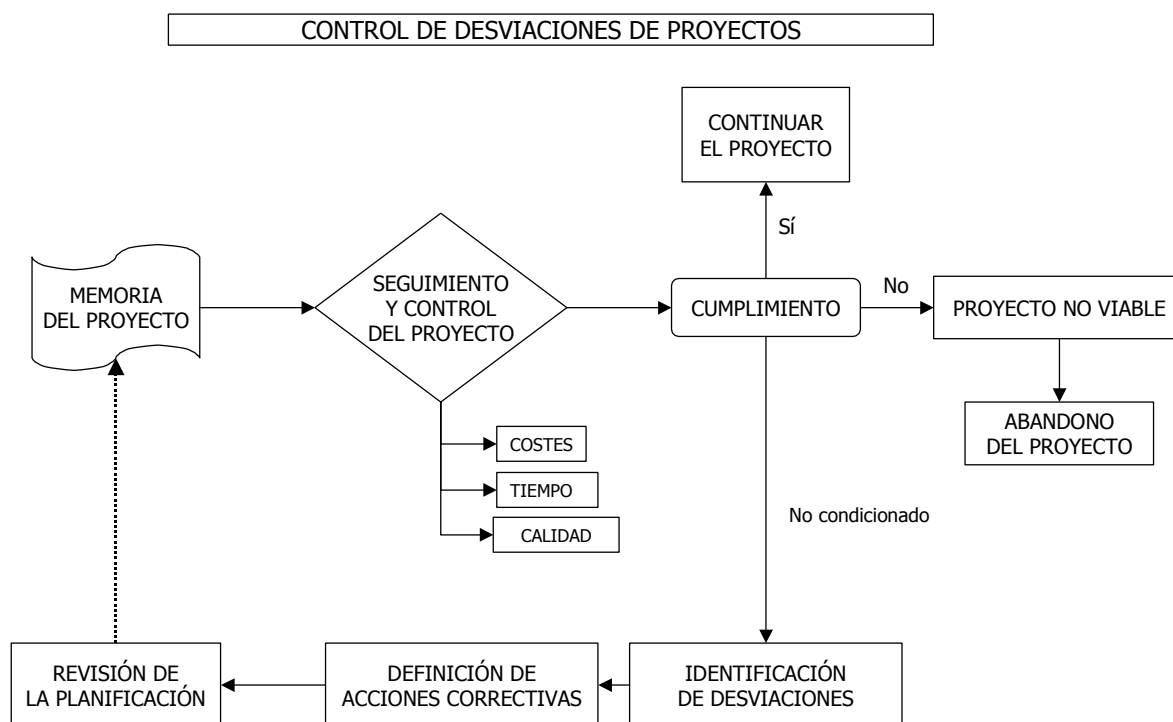 CONTROL DE DESVIACIONES DE PROYECTOS
CONTINUAR
EL PROYECTO
Sí
MEMORIA
DEL PROYECTO
SEGUIMIENTO
Y CONTROL
DEL PROYECTO
CUMPLIMIENTO
No
PROYECTO NO VIABLE
ABANDONO
DEL PROYECTO
COSTES
TIEMPO
CALIDAD
No condicionado
REVISIÓN DE
LA PLANIFICACIÓN
DEFINICIÓN DE
ACCIONES CORRECTIVAS
IDENTIFICACIÓN
DE DESVIACIONES